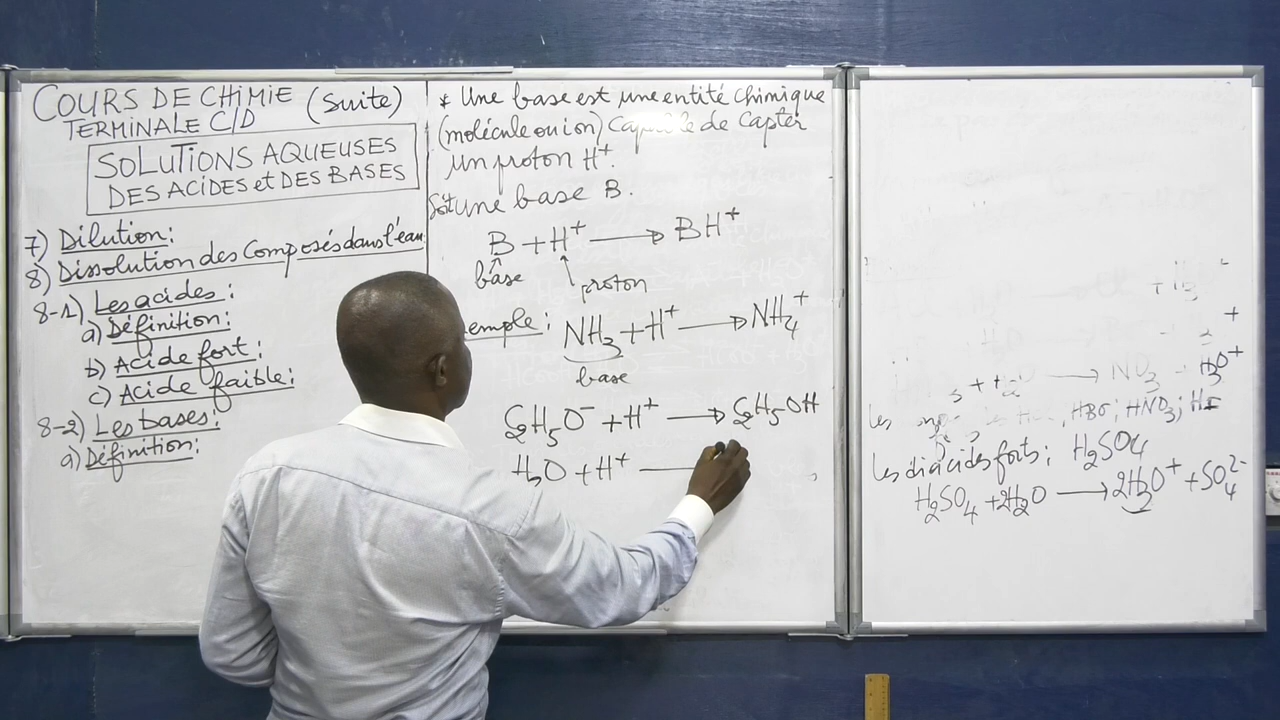 COURS DE CHIMIE (Suite)
TERMINALE C/D
SOLUTIONS AQUEUSES
DES ACIDES et DES BASES
7) Dilution:
8) Dissolution des composés dans l'eau
8-1) Les acides:
a) Définition:
b) Acide fort:
c) Acide faible:
8-2) Les bases:
a) Définition:
* Une base est une entité chimique
(molécule ou ion) capable de capter
un proton H⁺.
Soit une base B.
B + H⁺ → BH⁺
base
proton
emple: NH₃ + H⁺ → NH₄⁺
base
C₂H₅O⁻ + H⁺ → C₂H₅OH
H₂O + H⁺ →
→ NO₃ H₃O⁺
les HBr; HNO₃; HI
les diacides forts; H₂SO₄
H₂SO₄ + 2H₂O → 2H₃O⁺ + SO₄²⁻